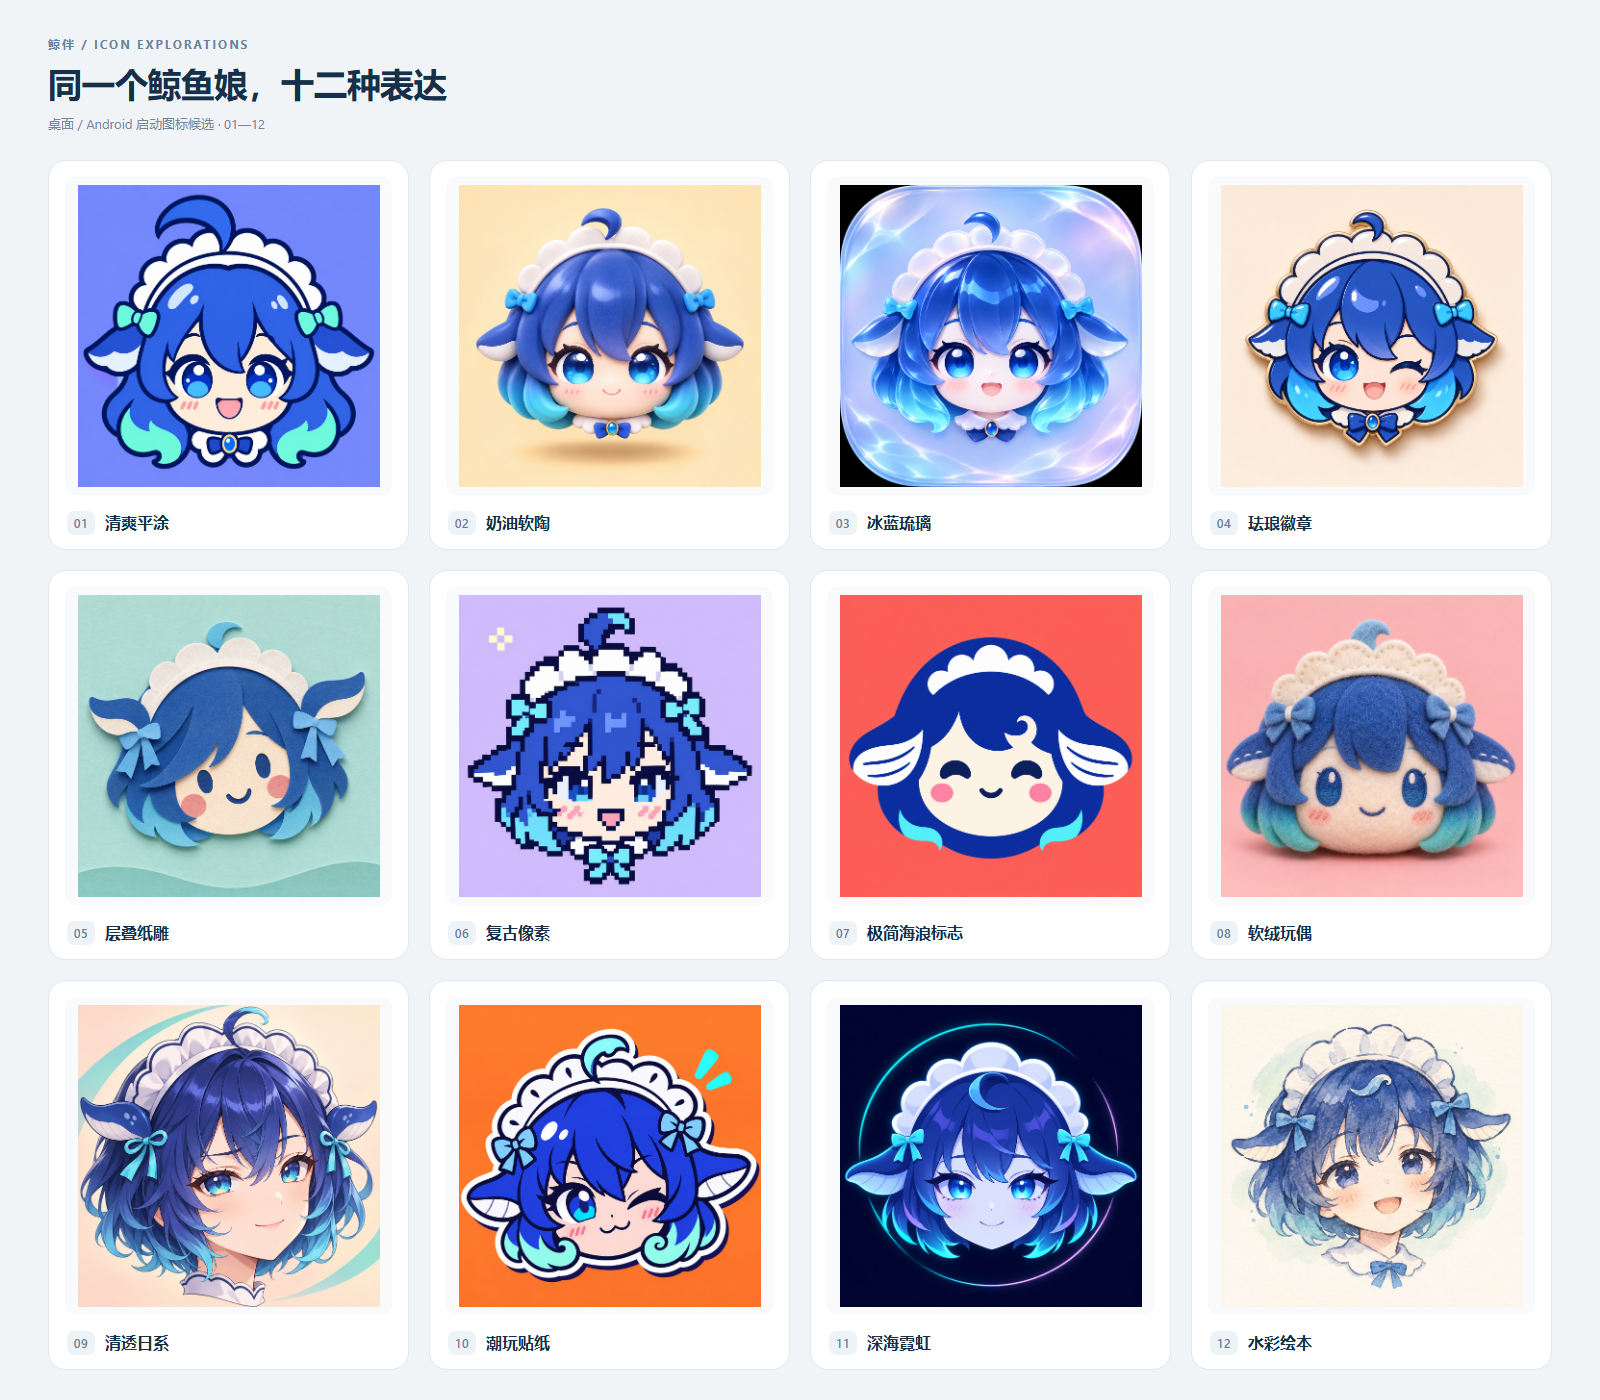 鲸伴 / ICON EXPLORATIONS
同一个鲸鱼娘，十二种表达
桌面 / Android 启动图标候选 · 01—12
01 清爽平涂
02 奶油软陶
03 冰蓝琉璃
04 珐琅徽章
05 层叠纸雕
06 复古像素
07 极简海浪标志
08 软绒玩偶
09 清透日系
10 潮玩贴纸
11 深海霓虹
12 水彩绘本